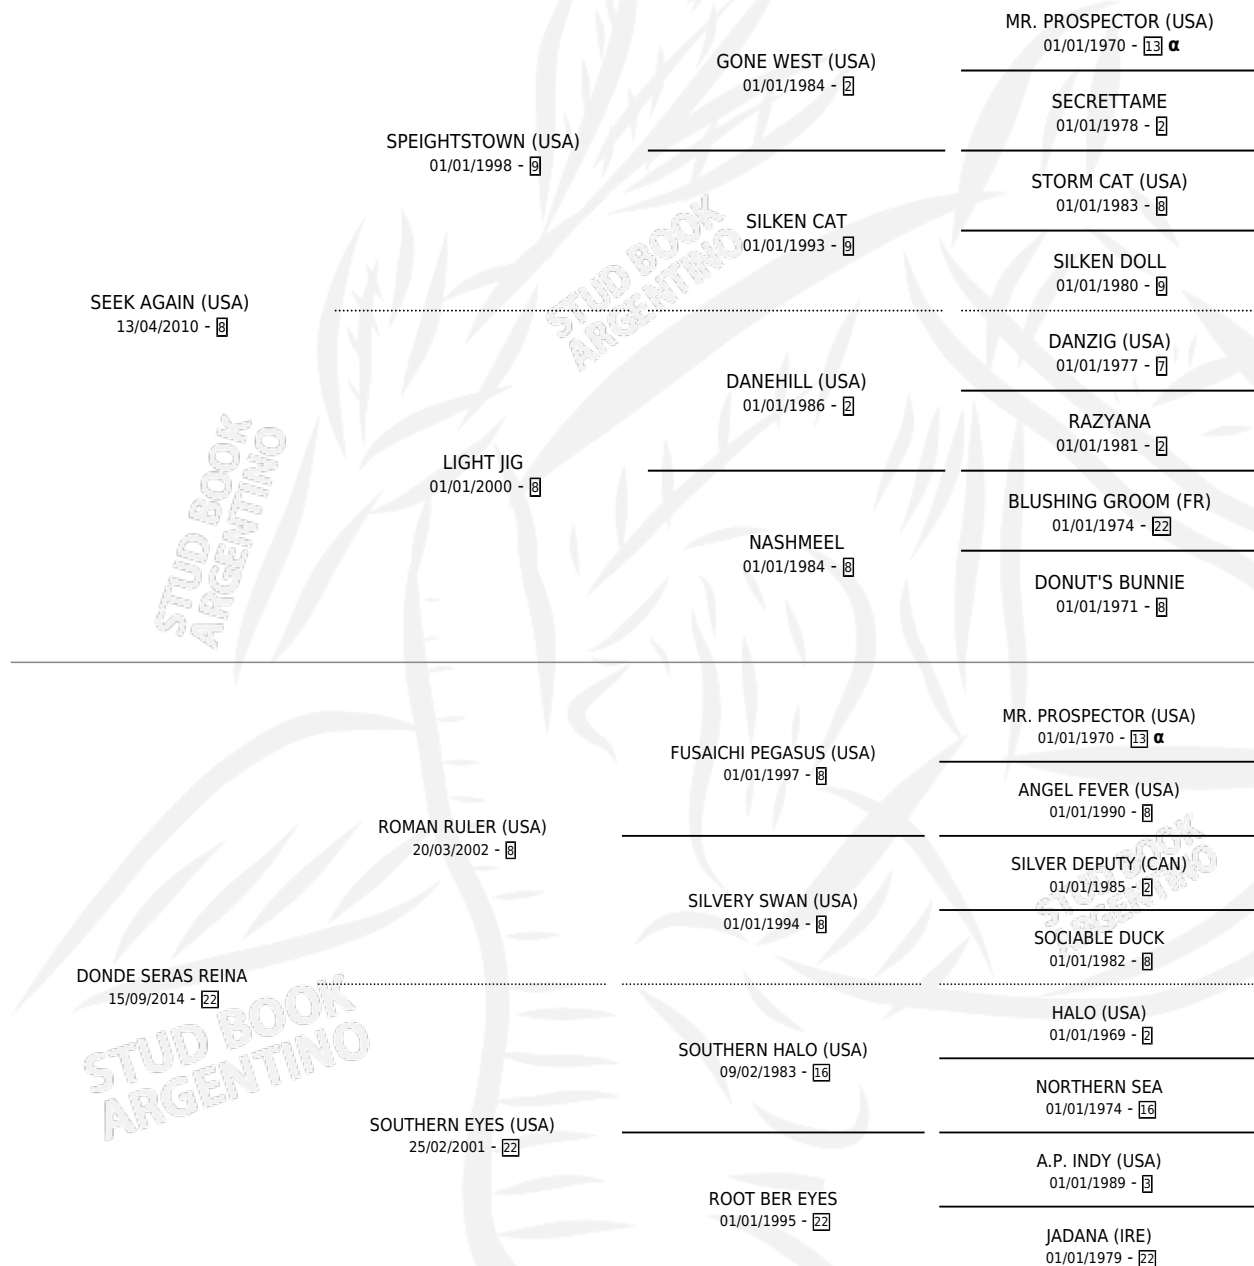 MR. PROSPECTOR (USA)
01/01/1970 - 13 α
GONE WEST (USA)
01/01/1984 - 2
SECRETTAME
01/01/1978 - 2
SPEIGHTSTOWN (USA)
01/01/1998 - 9
STORM CAT (USA)
01/01/1983 - 8
SILKEN CAT
01/01/1993 - 9
SILKEN DOLL
01/01/1980 - 9
SEEK AGAIN (USA)
13/04/2010 - 8
DANZIG (USA)
01/01/1977 - 7
DANEHILL (USA)
01/01/1986 - 2
RAZYANA
01/01/1981 - 2
LIGHT JIG
01/01/2000 - 8
BLUSHING GROOM (FR)
01/01/1974 - 22
NASHMEEL
01/01/1984 - 8
DONUT'S BUNNIE
01/01/1971 - 8
MR. PROSPECTOR (USA)
01/01/1970 - 13 α
FUSAICHI PEGASUS (USA)
01/01/1997 - 8
ANGEL FEVER (USA)
01/01/1990 - 8
ROMAN RULER (USA)
20/03/2002 - 8
SILVER DEPUTY (CAN)
01/01/1985 - 2
SILVERY SWAN (USA)
01/01/1994 - 8
SOCIABLE DUCK
01/01/1982 - 8
DONDE SERAS REINA
15/09/2014 - 22
HALO (USA)
01/01/1969 - 2
SOUTHERN HALO (USA)
09/02/1983 - 16
NORTHERN SEA
01/01/1974 - 16
SOUTHERN EYES (USA)
25/02/2001 - 22
A.P. INDY (USA)
01/01/1989 - 3
ROOT BER EYES
01/01/1995 - 22
JADANA (IRE)
01/01/1979 - 22
STUD BOOK
ARGENTINO
STUD BOOK
ARGENTINO
STUD BOOK
ARGENTINO
STUD BOOK
ARGENTINO